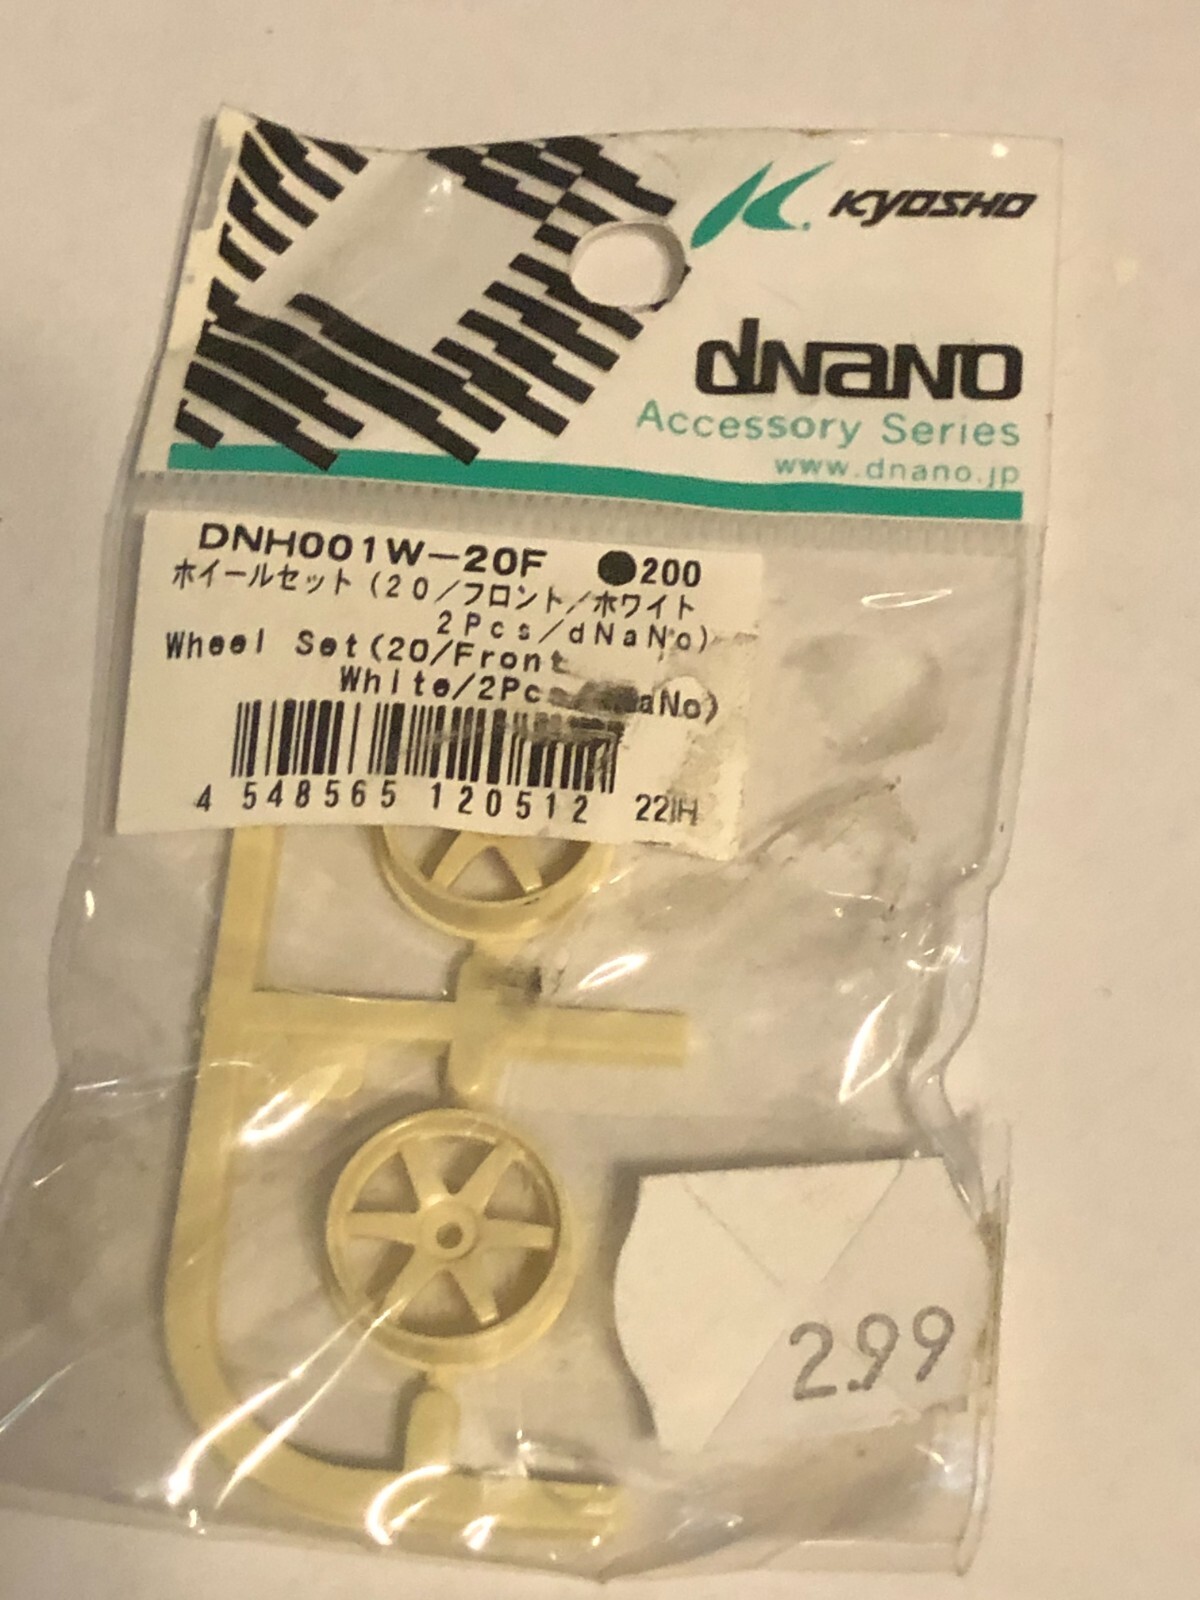 KYOSHO
dNaNO
Accessory Series
www.dnano.jp
DNH001W-20F ●200
ホイールセット(20/フロント/ホワイト
2Pcs/dNaNo)
Wheel Set(20/Front
White/2Pc aNo)
4 548565 120512 22IH
2.99